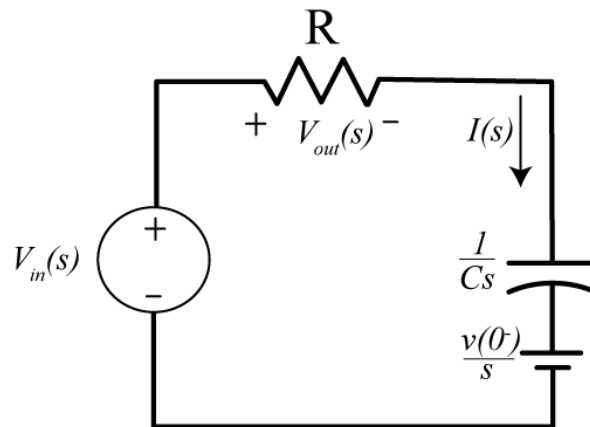 R
+ V_out(s) −
I(s)
V_in(s)
+
−
1
Cs
v(0⁻)
s